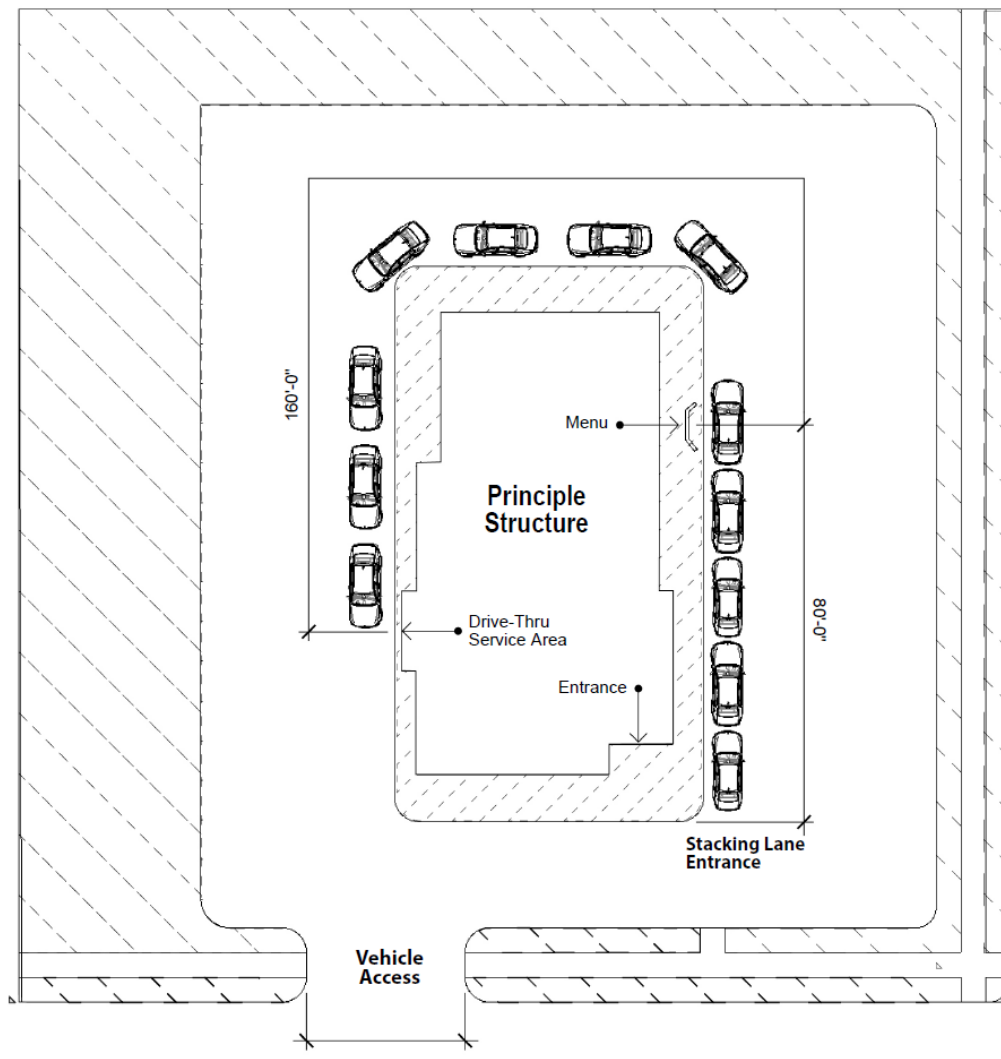 160'-0"
Menu
Principle
Structure
80'-0"
Drive-Thru
Service Area
Entrance
Stacking Lane
Entrance
Vehicle
Access